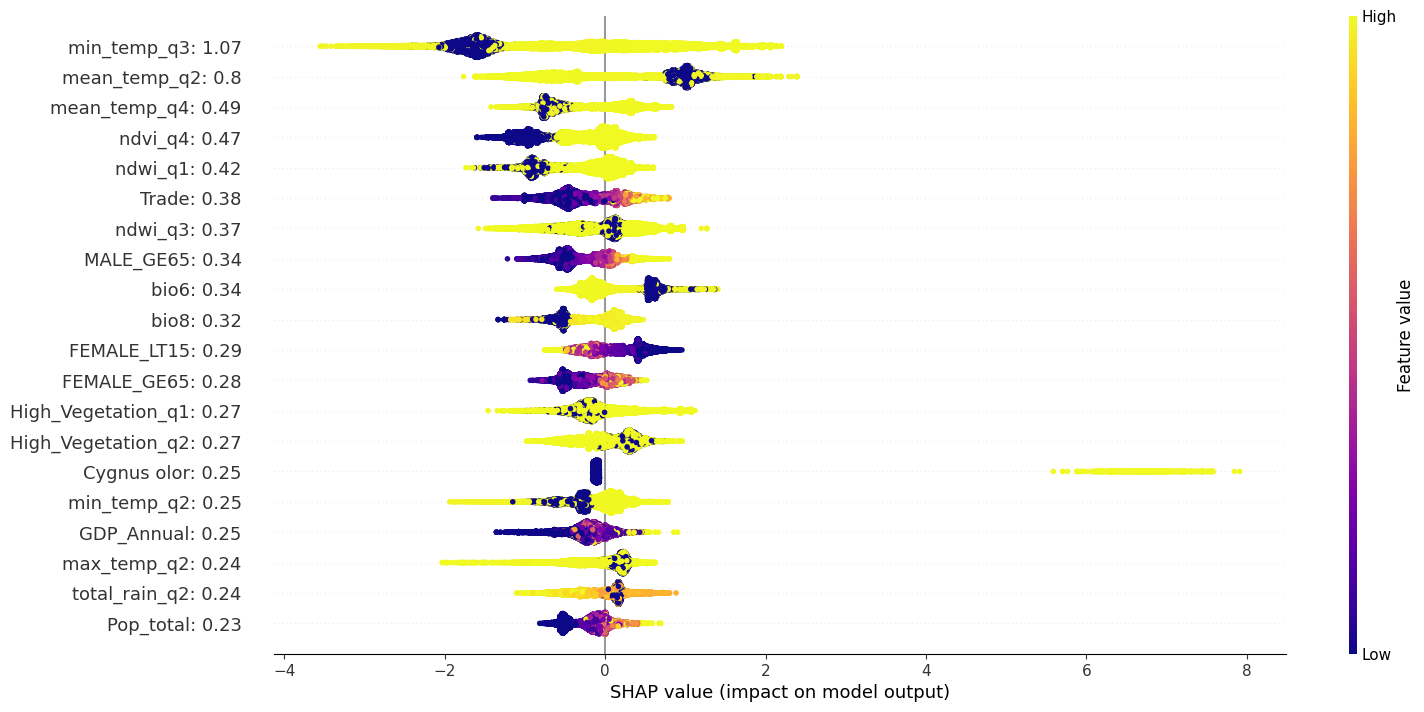 min_temp_q3: 1.07
mean_temp_q2: 0.8
mean_temp_q4: 0.49
ndvi_q4: 0.47
ndwi_q1: 0.42
Trade: 0.38
ndwi_q3: 0.37
MALE_GE65: 0.34
bio6: 0.34
bio8: 0.32
FEMALE_LT15: 0.29
FEMALE_GE65: 0.28
High_Vegetation_q1: 0.27
High_Vegetation_q2: 0.27
Cygnus olor: 0.25
min_temp_q2: 0.25
GDP_Annual: 0.25
max_temp_q2: 0.24
total_rain_q2: 0.24
Pop_total: 0.23
−4 −2 0 2 4 6 8
SHAP value (impact on model output)
High
Feature value
Low